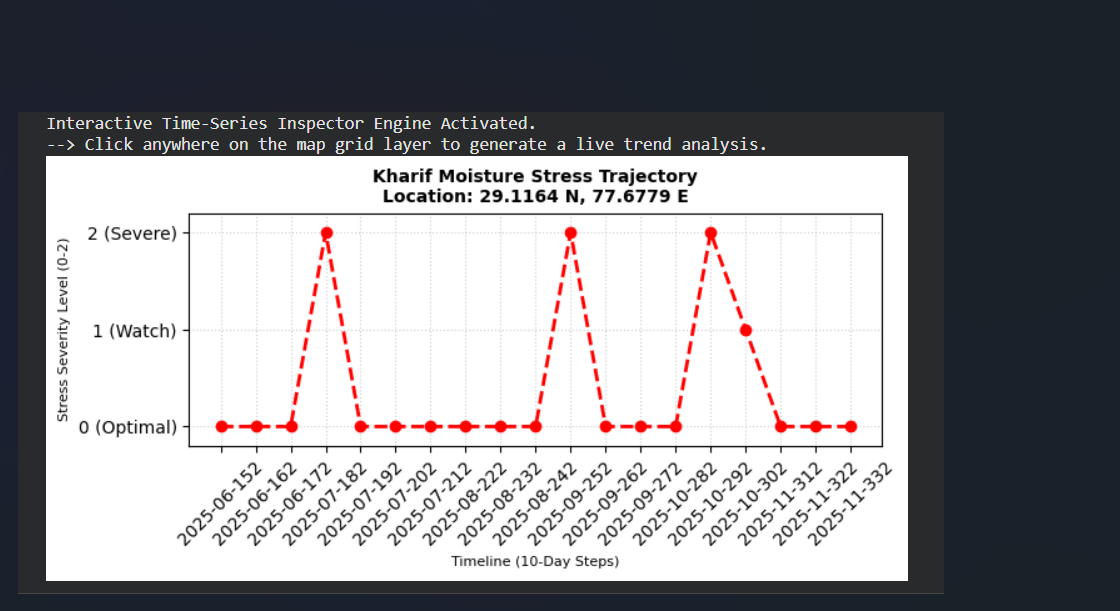 Interactive Time-Series Inspector Engine Activated.
--> Click anywhere on the map grid layer to generate a live trend analysis.
Kharif Moisture Stress Trajectory
Location: 29.1164 N, 77.6779 E
Stress Severity Level (0-2)
2 (Severe)
1 (Watch)
0 (Optimal)
2025-06-152
2025-06-162
2025-06-172
2025-07-182
2025-07-192
2025-07-202
2025-07-212
2025-08-222
2025-08-232
2025-08-242
2025-09-252
2025-09-262
2025-09-272
2025-10-282
2025-10-292
2025-10-302
2025-11-312
2025-11-322
2025-11-332
Timeline (10-Day Steps)